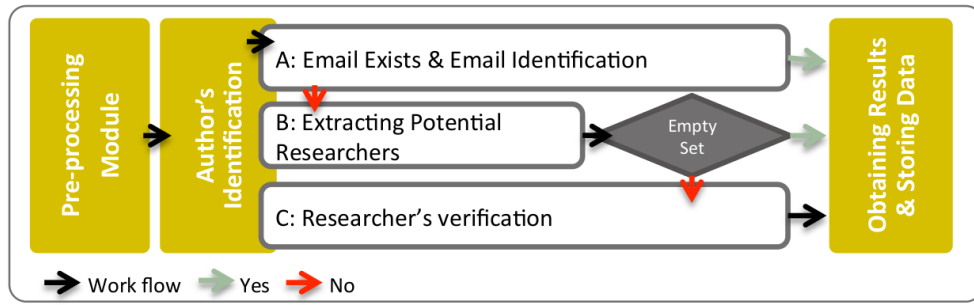 Pre-processing
Module
Author's
Identification
A: Email Exists & Email Identification
B: Extracting Potential
Researchers
Empty
Set
C: Researcher's verification
Obtaining Results
& Storing Data
Work flow
Yes
No